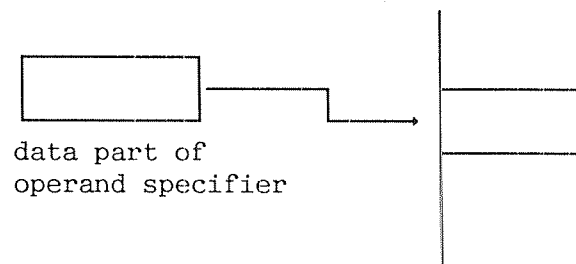 data part of
operand specifier